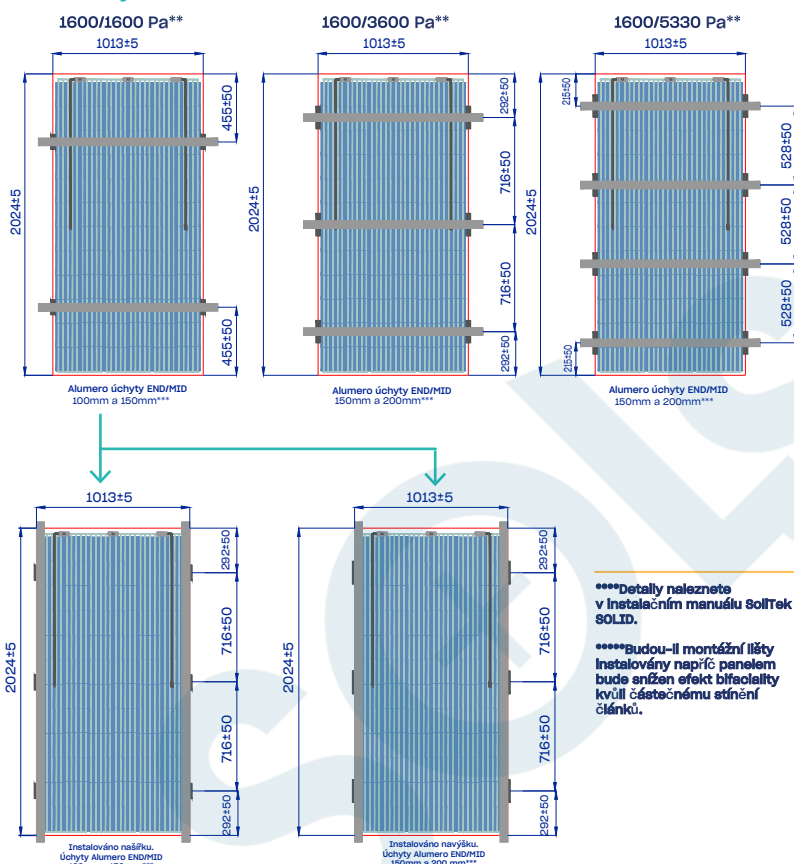 1600/1600 Pa**
1013±5
2024±5
455±50
455±50
Alumero úchyty END/MID
100mm a 150mm***
1600/3600 Pa**
1013±5
2024±5
292±50
716±50
716±50
292±50
Alumero úchyty END/MID
150mm a 200mm***
1600/5330 Pa**
1013±5
2024±5
215±50
528±50
528±50
528±50
215±50
Alumero úchyty END/MID
150mm a 200mm***
1013±5
2024±5
292±50
716±50
716±50
292±50
Instalováno našířku.
Úchyty Alumero END/MID
1013±5
2024±5
292±50
716±50
716±50
292±50
Instalováno navýšku.
Úchyty Alumero END/MID
150mm a 200 mm***
****Detaily naleznete
v instalačním manuálu SoliTek
SOLID.
*****Budou-li montážní lišty
instalovány napříč panelem
bude snížen efekt bifaciality
kvůli částečnému stínění
článků.
SOLI